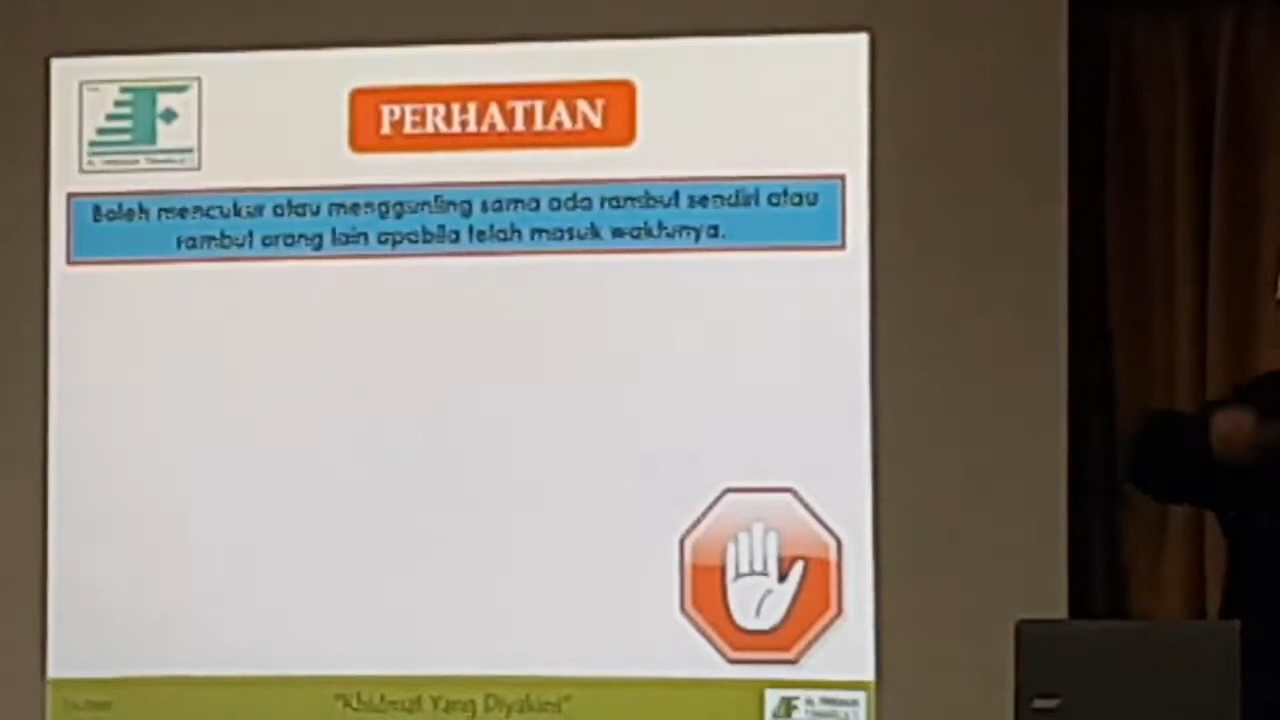 PERHATIAN
Boleh mencukur atau menggunting sama ada rambut sendiri atau
rambut orang lain apabila telah masuk waktunya.
"Khidmat Yang Diyakini"